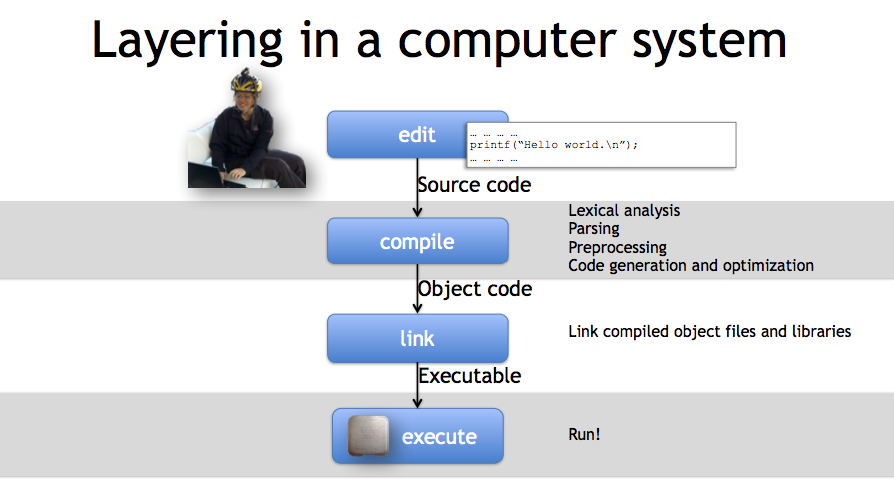 Layering in a computer system
edit
… … … …
printf(“Hello world.\n”);
… … … …
Source code
compile
Lexical analysis
Parsing
Preprocessing
Code generation and optimization
Object code
link
Link compiled object files and libraries
Executable
execute
Run!